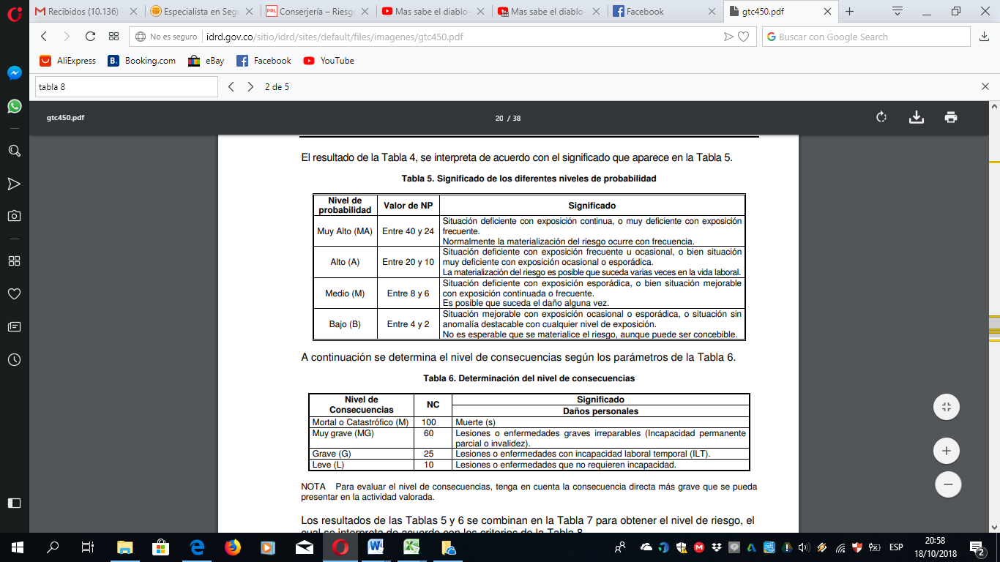 Recibidos (10.136) -
Especialista en Segu
PRL Conserjería – Riesgo
Mas sabe el diablo-
Mas sabe el diablo-
Facebook
gtc450.pdf
No es seguro idrd.gov.co/sitio/idrd/sites/default/files/imagenes/gtc450.pdf
Buscar con Google Search
AliExpress B. Booking.com eBay Facebook YouTube
tabla 8 2 de 5
gtc450.pdf 20 / 38
El resultado de la Tabla 4, se interpreta de acuerdo con el significado que aparece en la Tabla 5.
Tabla 5. Significado de los diferentes niveles de probabilidad
Nivel de probabilidad Valor de NP Significado
Muy Alto (MA) Entre 40 y 24 Situación deficiente con exposición continua, o muy deficiente con exposición
frecuente.
Normalmente la materialización del riesgo ocurre con frecuencia.
Alto (A) Entre 20 y 10 Situación deficiente con exposición frecuente u ocasional, o bien situación
muy deficiente con exposición ocasional o esporádica.
La materialización del riesgo es posible que suceda varias veces en la vida laboral.
Medio (M) Entre 8 y 6 Situación deficiente con exposición esporádica, o bien situación mejorable
con exposición continuada o frecuente.
Es posible que suceda el daño alguna vez.
Bajo (B) Entre 4 y 2 Situación mejorable con exposición ocasional o esporádica, o situación sin
anomalía destacable con cualquier nivel de exposición.
No es esperable que se materialice el riesgo, aunque puede ser concebible.
A continuación se determina el nivel de consecuencias según los parámetros de la Tabla 6.
Tabla 6. Determinación del nivel de consecuencias
Nivel de Consecuencias NC Significado
Daños personales
Mortal o Catastrófico (M) 100 Muerte (s)
Muy grave (MG) 60 Lesiones o enfermedades graves irreparables (Incapacidad permanente
parcial o invalidez).
Grave (G) 25 Lesiones o enfermedades con incapacidad laboral temporal (ILT).
Leve (L) 10 Lesiones o enfermedades que no requieren incapacidad.
NOTA Para evaluar el nivel de consecuencias, tenga en cuenta la consecuencia directa más grave que se pueda
presentar en la actividad valorada.
Los resultados de las Tablas 5 y 6 se combinan en la Tabla 7 para obtener el nivel de riesgo, el
cual se interpreta de acuerdo con los criterios de la Tabla 8.
ESP
20:58
18/10/2018
2